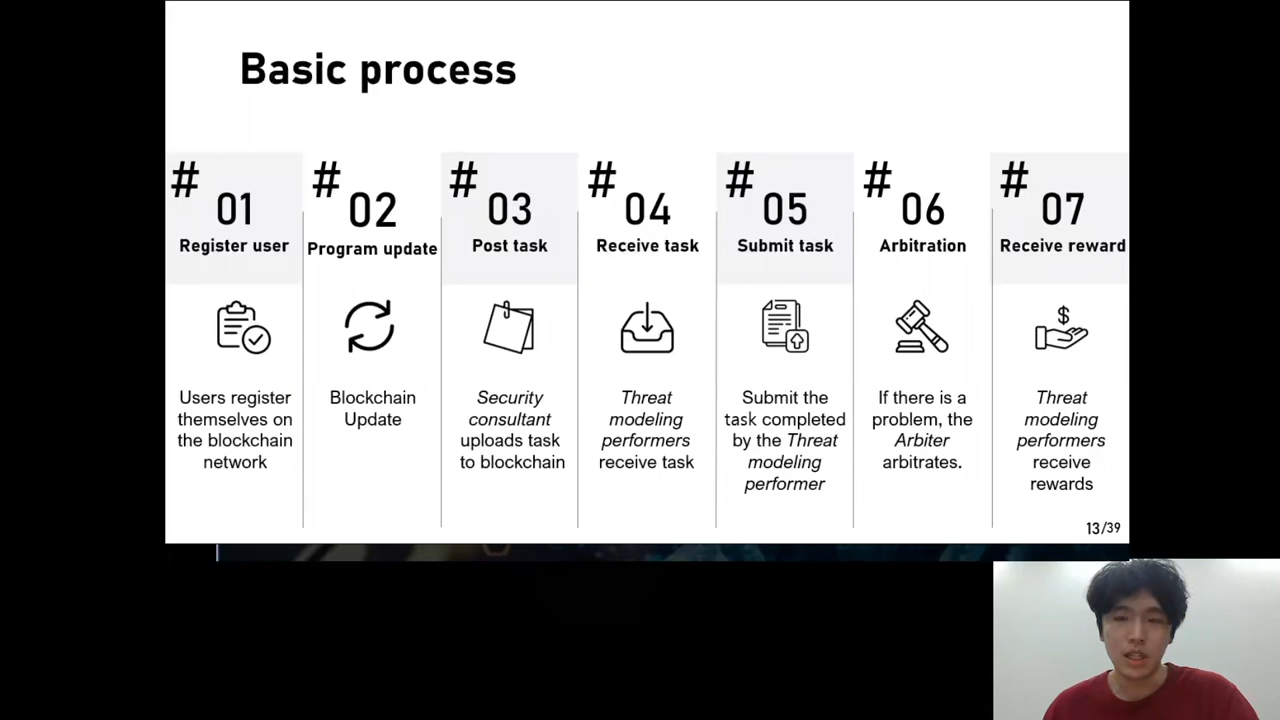 Basic process
#
01
Register user
Users register
themselves on
the blockchain
network
#
02
Program update
Blockchain
Update
#
03
Post task
Security
consultant
uploads task
to blockchain
#
04
Receive task
Threat
modeling
performers
receive task
#
05
Submit task
Submit the
task completed
by the Threat
modeling
performer
#
06
Arbitration
If there is a
problem, the
Arbiter
arbitrates.
#
07
Receive reward
$
Threat
modeling
performers
receive
rewards
13/39